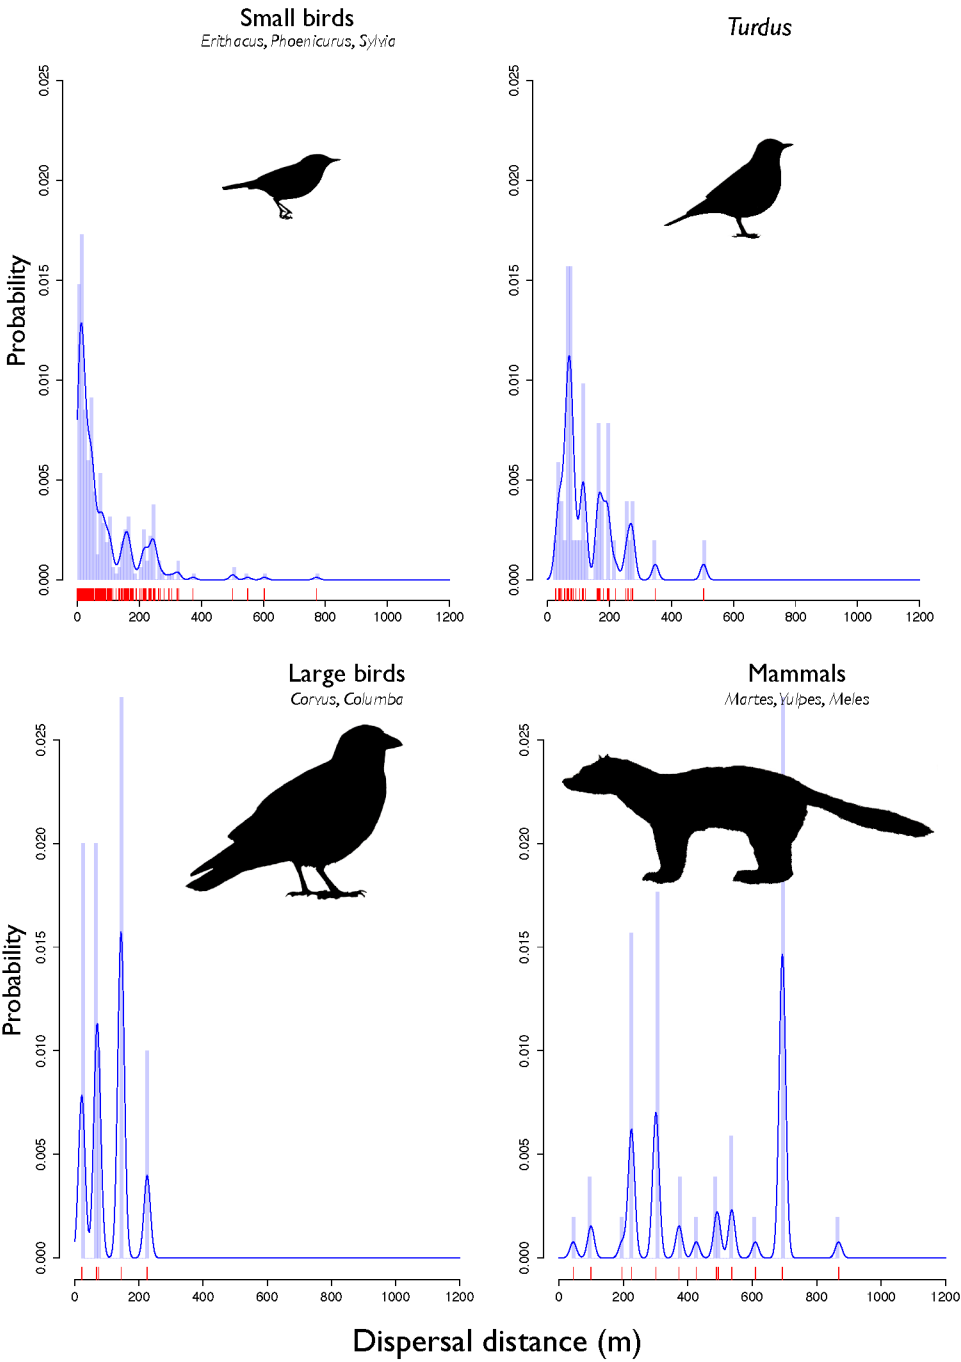 Small birds
Erithacus, Phoenicurus, Sylvia
Turdus
Probability
0.000 0.005 0.010 0.015 0.020 0.025
0 200 400 600 800 1000 1200
0.000 0.005 0.010 0.015 0.020 0.025
0 200 400 600 800 1000 1200
Large birds
Corvus, Columba
Mammals
Martes, Vulpes, Meles
Probability
0.000 0.005 0.010 0.015 0.020 0.025
0 200 400 600 800 1000 1200
0.000 0.005 0.010 0.015 0.020 0.025
0 200 400 600 800 1000 1200
Dispersal distance (m)